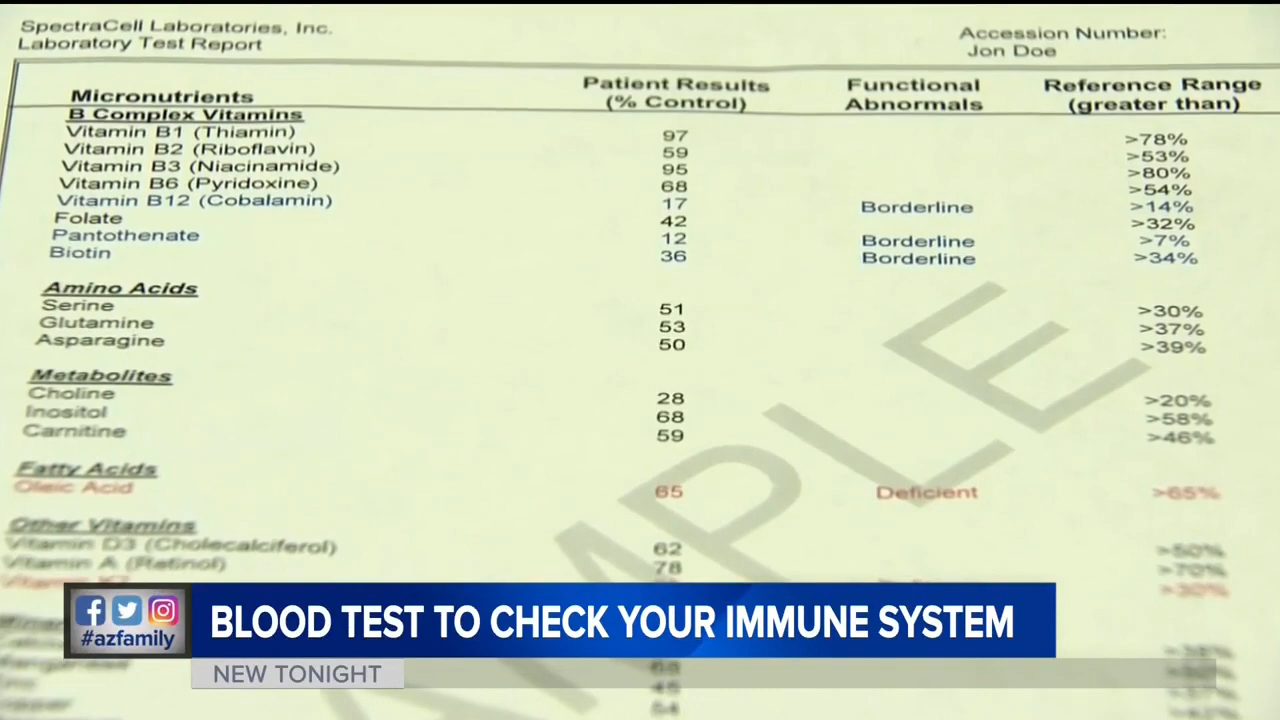 SpectraCell Laboratories, Inc. Accession Number:
Laboratory Test Report Jon Doe
Patient Results Functional Reference Range
Micronutrients (% Control) Abnormals (greater than)
B Complex Vitamins
Vitamin B1 (Thiamin) 97 >78%
Vitamin B2 (Riboflavin) 59 >53%
Vitamin B3 (Niacinamide) 95 >80%
Vitamin B6 (Pyridoxine) 68 >54%
Vitamin B12 (Cobalamin) 17 Borderline >14%
Folate 42 >32%
Pantothenate 12 Borderline >7%
Biotin 36 Borderline >34%
Amino Acids
Serine 51 >30%
Glutamine 53 >37%
Asparagine 50 >39%
Metabolites
Choline 28 >20%
Inositol 68 >58%
Carnitine 59 >46%
Fatty Acids
Oleic Acid 65 Deficient >65%
Other Vitamins
Vitamin D3 (Cholecalciferol) 62 >50%
Vitamin A (Retinol) 78 >70%
>30%
AMPLE
#azfamily
BLOOD TEST TO CHECK YOUR IMMUNE SYSTEM
NEW TONIGHT
45
54